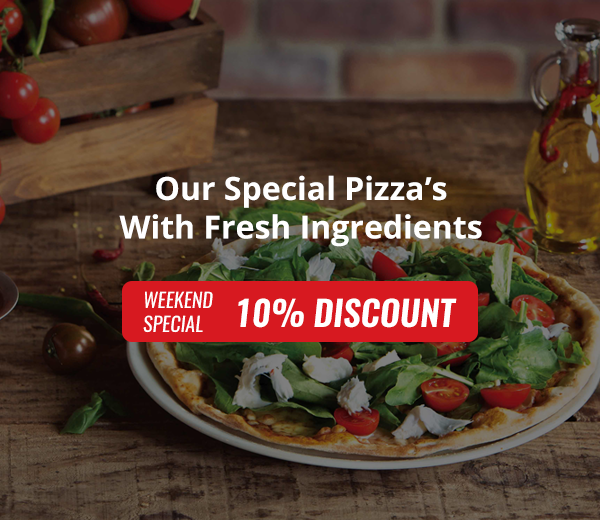 Our Special Pizza’s
With Fresh Ingredients
WEEKEND
SPECIAL
10% DISCOUNT